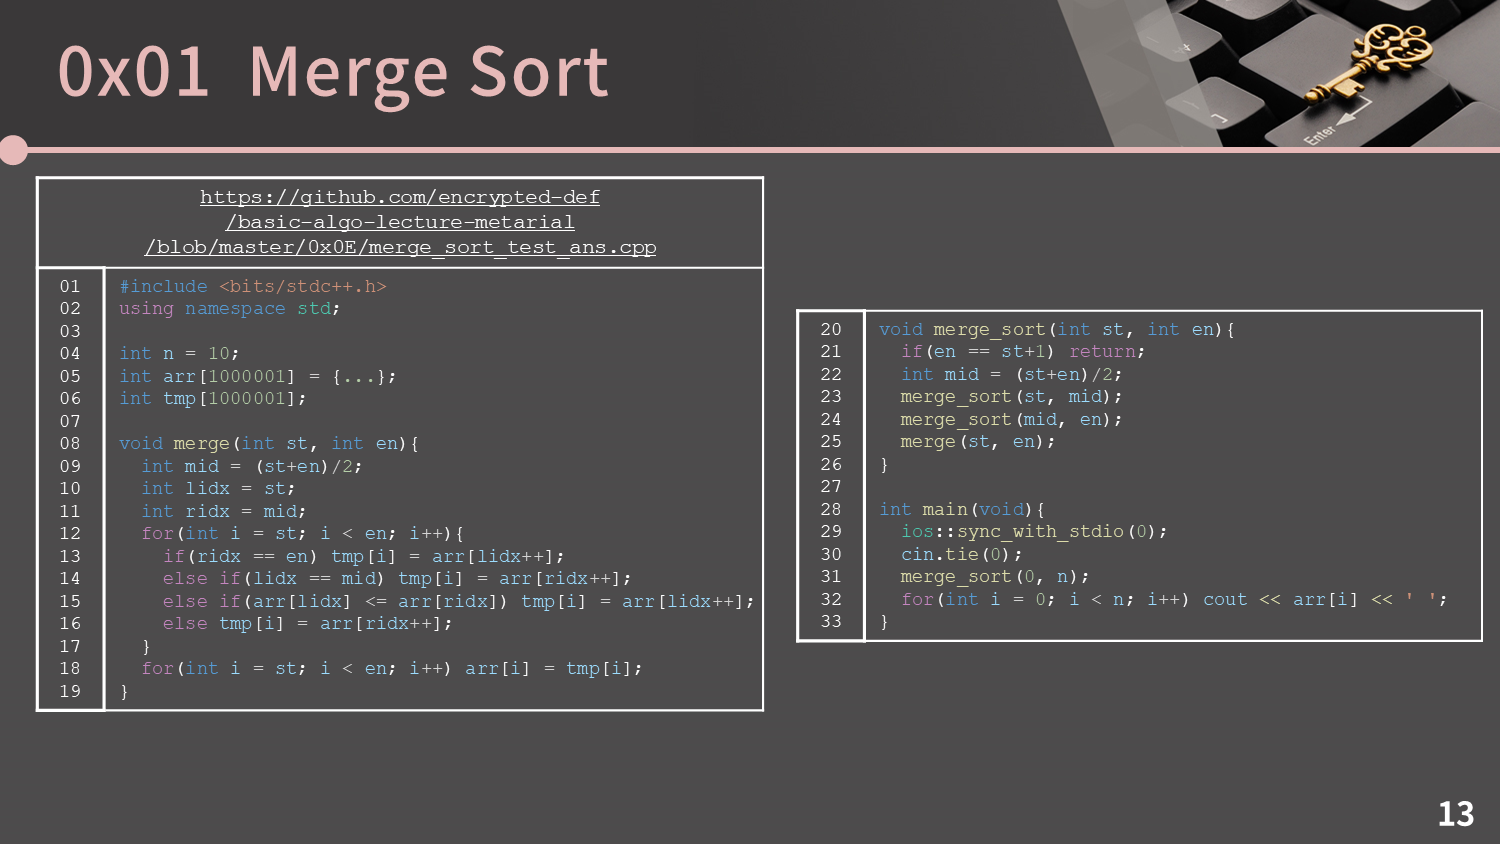 0x01 Merge Sort
Enter
https://github.com/encrypted-def
/basic-algo-lecture-metarial
/blob/master/0x0E/merge_sort_test_ans.cpp
01 #include <bits/stdc++.h>
02 using namespace std;
03
04 int n = 10;
05 int arr[1000001] = {...};
06 int tmp[1000001];
07
08 void merge(int st, int en){
09   int mid = (st+en)/2;
10   int lidx = st;
11   int ridx = mid;
12   for(int i = st; i < en; i++){
13     if(ridx == en) tmp[i] = arr[lidx++];
14     else if(lidx == mid) tmp[i] = arr[ridx++];
15     else if(arr[lidx] <= arr[ridx]) tmp[i] = arr[lidx++];
16     else tmp[i] = arr[ridx++];
17   }
18   for(int i = st; i < en; i++) arr[i] = tmp[i];
19 }
20 void merge_sort(int st, int en){
21   if(en == st+1) return;
22   int mid = (st+en)/2;
23   merge_sort(st, mid);
24   merge_sort(mid, en);
25   merge(st, en);
26 }
27
28 int main(void){
29   ios::sync_with_stdio(0);
30   cin.tie(0);
31   merge_sort(0, n);
32   for(int i = 0; i < n; i++) cout << arr[i] << ' ';
33 }
13